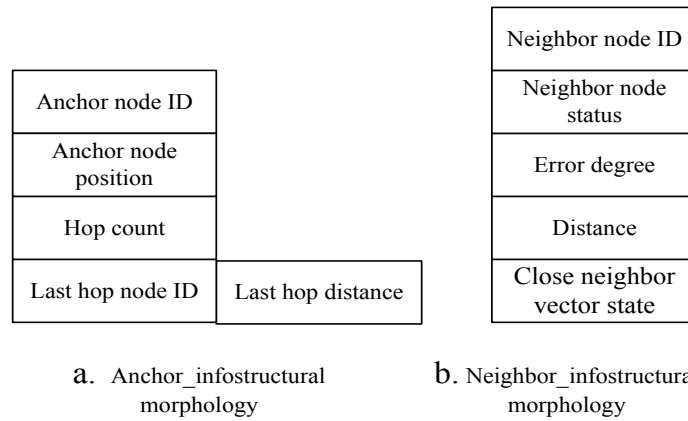 Anchor node ID
Anchor node
position
Hop count
Last hop node ID
Last hop distance
a. Anchor_infostructural
morphology
Neighbor node ID
Neighbor node
status
Error degree
Distance
Close neighbor
vector state
b. Neighbor_infostructura
morphology